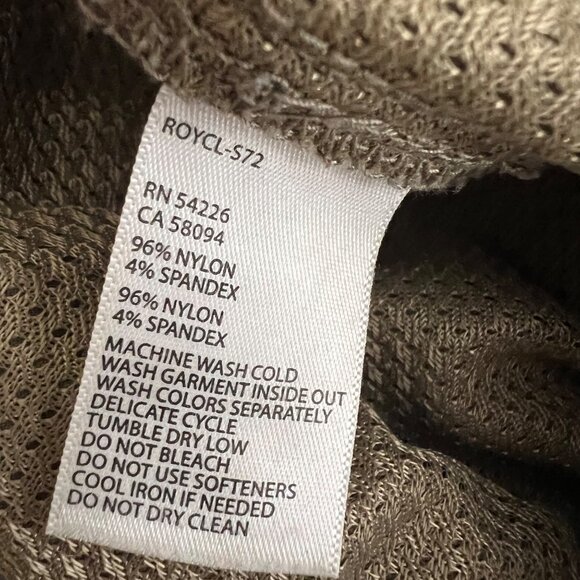 ROYCL-S72
RN 54226
CA 58094
96% NYLON
4% SPANDEX
96% NYLON
4% SPANDEX
MACHINE WASH COLD
WASH GARMENT INSIDE OUT
WASH COLORS SEPARATELY
DELICATE CYCLE
TUMBLE DRY LOW
DO NOT BLEACH
DO NOT USE SOFTENERS
COOL IRON IF NEEDED
DO NOT DRY CLEAN